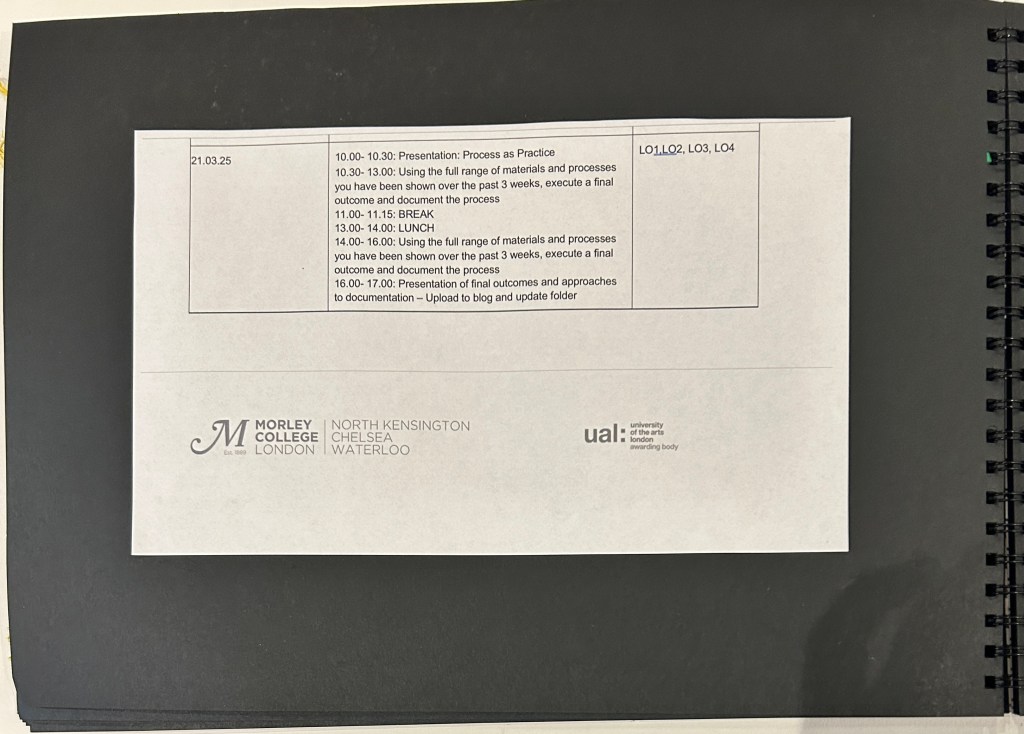 21.03.25
10.00- 10.30: Presentation: Process as Practice
10.30- 13.00: Using the full range of materials and processes
you have been shown over the past 3 weeks, execute a final
outcome and document the process
11.00- 11.15: BREAK
13.00- 14.00: LUNCH
14.00- 16.00: Using the full range of materials and processes
you have been shown over the past 3 weeks, execute a final
outcome and document the process
16.00- 17.00: Presentation of final outcomes and approaches
to documentation – Upload to blog and update folder
LO1,LO2, LO3, LO4
M
Est. 1889
MORLEY
COLLEGE
LONDON
NORTH KENSINGTON
CHELSEA
WATERLOO
ual:
university
of the arts
london
awarding body